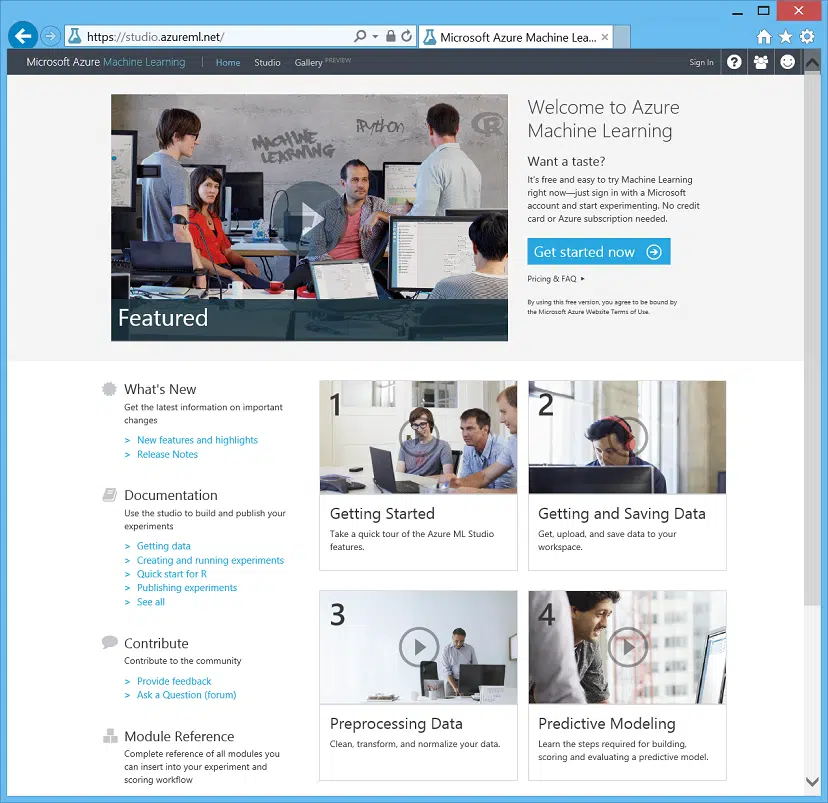 https://studio.azureml.net/
Microsoft Azure Machine Lea...
Microsoft Azure Machine Learning
Home
Studio
Gallery PREVIEW
Sign In
MACHINE LEARNING
iPython
R
Featured
Welcome to Azure
Machine Learning
Want a taste?
It's free and easy to try Machine Learning
right now—just sign in with a Microsoft
account and start experimenting. No credit
card or Azure subscription needed.
Get started now
Pricing & FAQ
By using this free version, you agree to be bound by
the Microsoft Azure Website Terms of Use.
What's New
Get the latest information on important
changes
> New features and highlights
> Release Notes
Documentation
Use the studio to build and publish your
experiments
> Getting data
> Creating and running experiments
> Quick start for R
> Publishing experiments
> See all
Contribute
Contribute to the community
> Provide feedback
> Ask a Question (forum)
Module Reference
Complete reference of all modules you
can insert into your experiment and
scoring workflow
1
Getting Started
Take a quick tour of the Azure ML Studio
features.
2
Getting and Saving Data
Get, upload, and save data to your
workspace.
3
Preprocessing Data
Clean, transform, and normalize your data.
4
Predictive Modeling
Learn the steps required for building,
scoring and evaluating a predictive model.